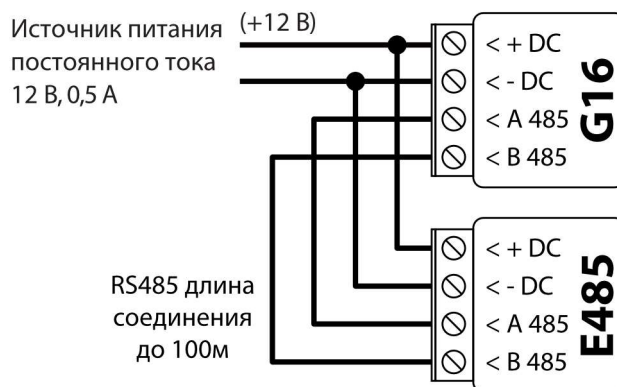 Источник питания
постоянного тока
12 В, 0,5 А
(+12 В)
< + DC
< - DC
< A 485
< B 485
G16
< + DC
< - DC
< A 485
< B 485
E485
RS485 длина
соединения
до 100м